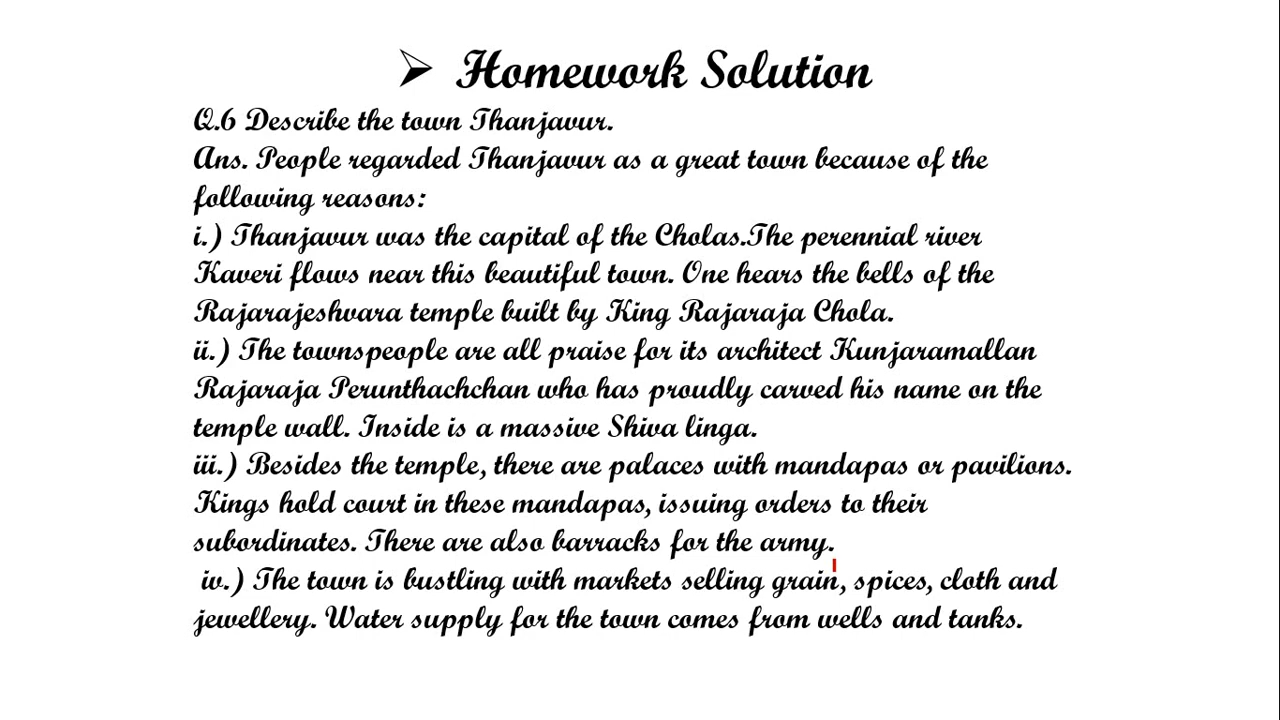 ➢ Homework Solution
Q.6 Describe the town Thanjavur.
Ans. People regarded Thanjavur as a great town because of the
following reasons:
i.) Thanjavur was the capital of the Cholas.The perennial river
Kaveri flows near this beautiful town. One hears the bells of the
Rajarajeshvara temple built by King Rajaraja Chola.
ii.) The townspeople are all praise for its architect Kunjaramallan
Rajaraja Perunthachchan who has proudly carved his name on the
temple wall. Inside is a massive Shiva linga.
iii.) Besides the temple, there are palaces with mandapas or pavilions.
Kings hold court in these mandapas, issuing orders to their
subordinates. There are also barracks for the army.
iv.) The town is bustling with markets selling grain, spices, cloth and
jewellery. Water supply for the town comes from wells and tanks.